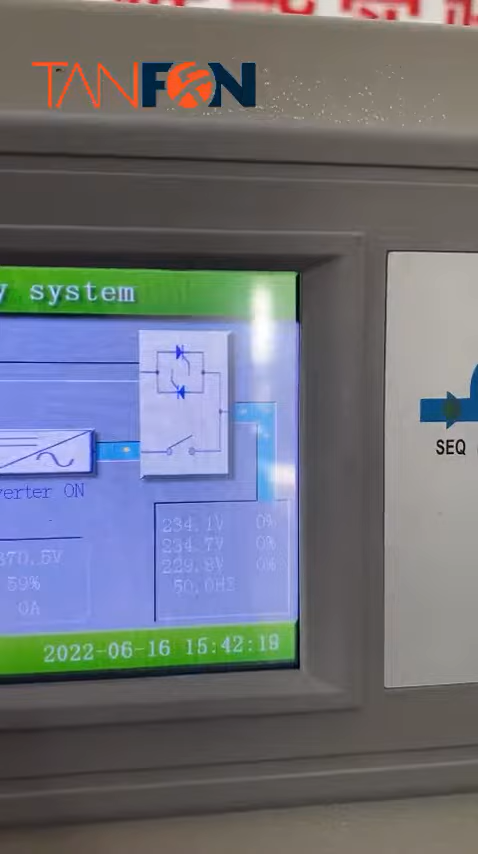 TANFON
y system
verter ON
234.1V 0%
234.7V 0%
229.8V 0%
50.0HZ
370.5V
59%
0A
2022-06-16 15:42:19
SEQ